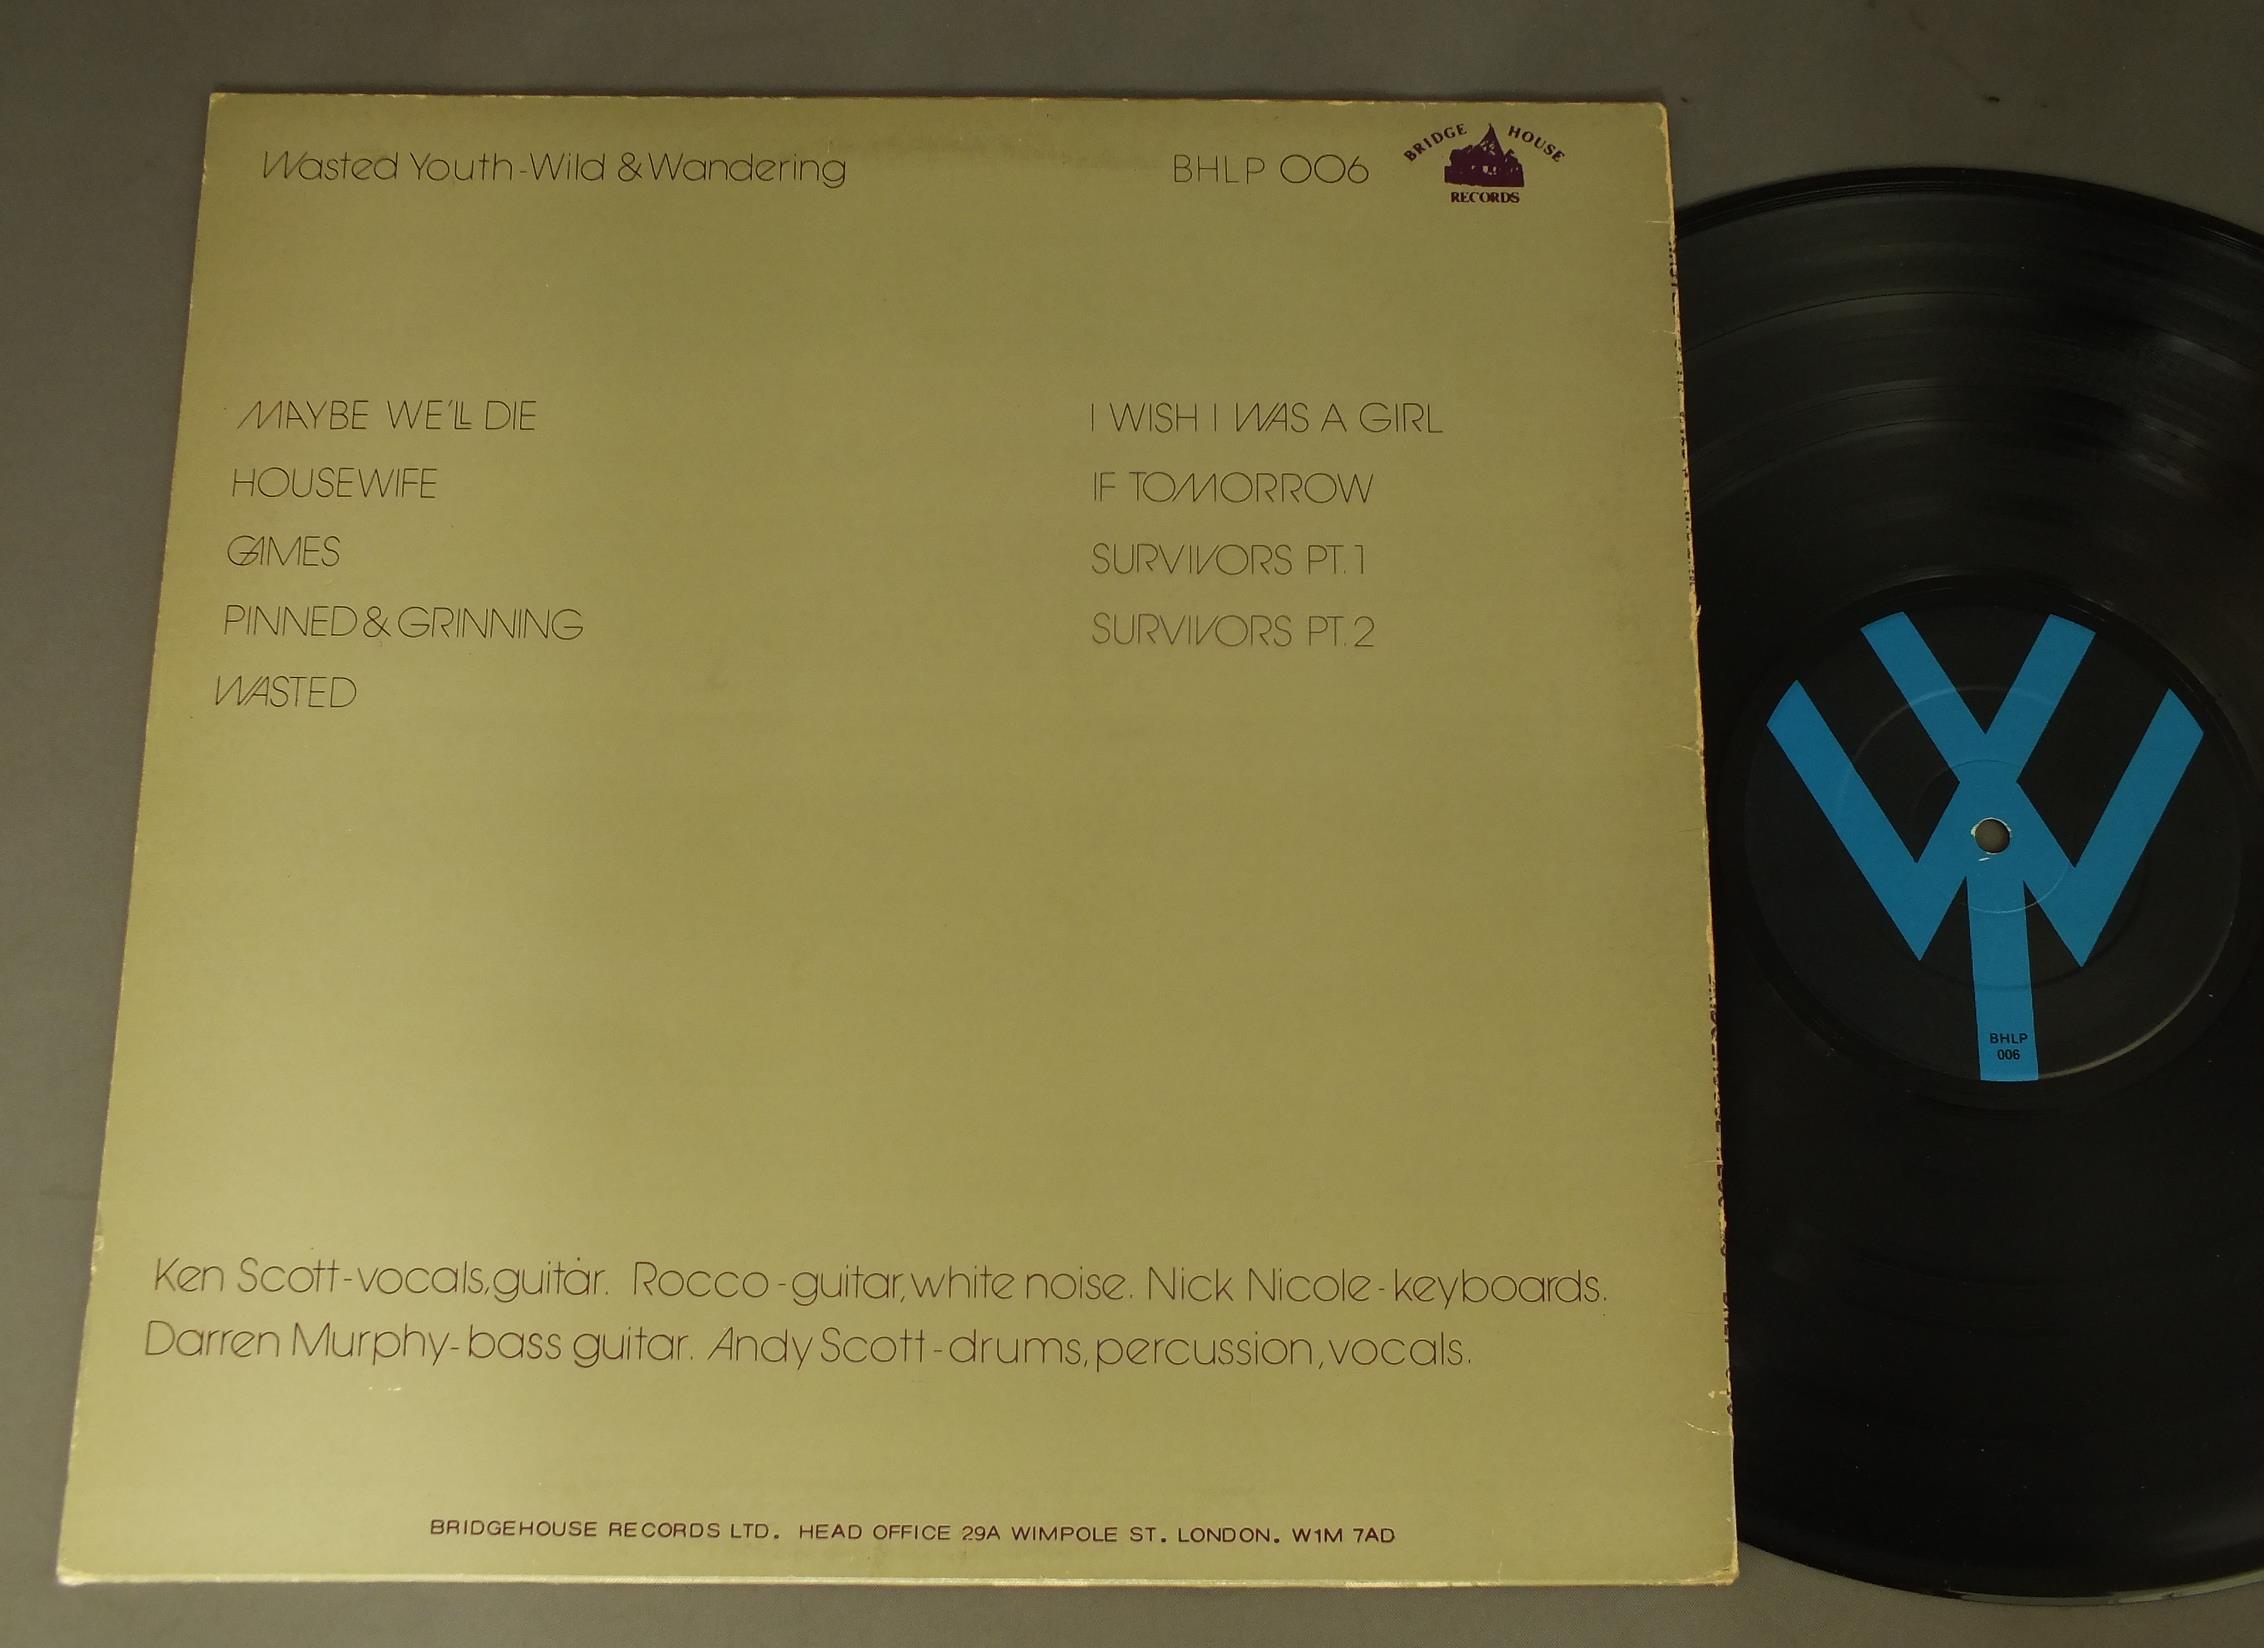 Wasted Youth-Wild & Wandering
BHLP 006
BRIDGE HOUSE
RECORDS
MAYBE WE'LL DIE
HOUSEWIFE
GAMES
PINNED & GRINNING
WASTED
I WISH I WAS A GIRL
IF TOMORROW
SURVIVORS PT.1
SURVIVORS PT.2
Ken Scott-vocals,guitar. Rocco-guitar,white noise. Nick Nicole-keyboards.
Darren Murphy-bass guitar. Andy Scott-drums,percussion,vocals.
BRIDGEHOUSE RECORDS LTD. HEAD OFFICE 29A WIMPOLE ST. LONDON. W1M 7AD
WY
BHLP
006